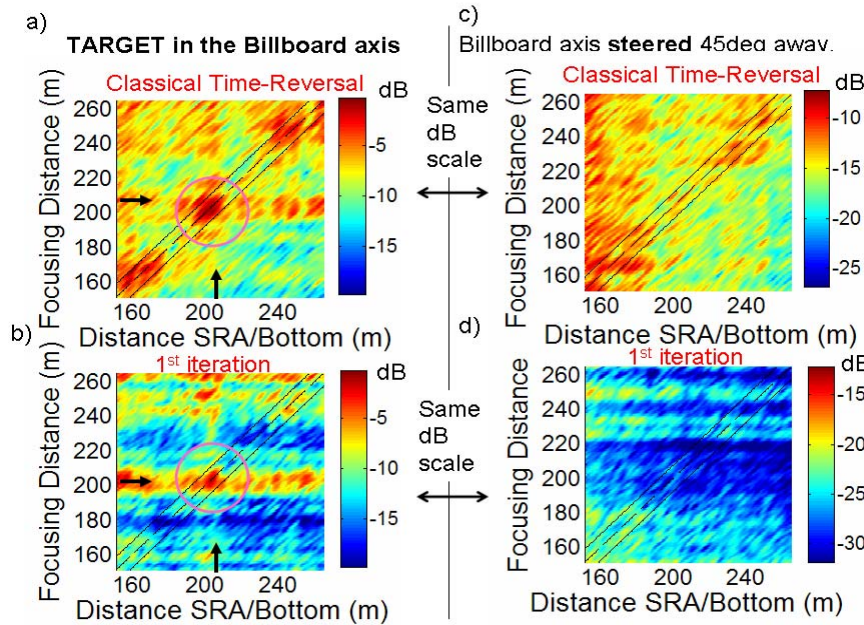 a)
TARGET in the Billboard axis
Classical Time-Reversal
dB
Focusing Distance (m)
260
240
220
200
180
160
-5
-10
-15
160
200
240
Distance SRA/Bottom (m)
b)
1st iteration
dB
Focusing Distance (m)
260
240
220
200
180
160
-5
-10
-15
160
200
240
Distance SRA/Bottom (m)
Same
dB
scale
Same
dB
scale
c)
Billboard axis steered 45deg away.
Classical Time-Reversal
dB
Focusing Distance (m)
260
240
220
200
180
160
-10
-15
-20
-25
160
200
240
Distance SRA/Bottom (m)
d)
1st iteration
dB
Focusing Distance
260
240
220
200
180
160
-15
-20
-25
-30
160
200
240
Distance SRA/Bottom (m)